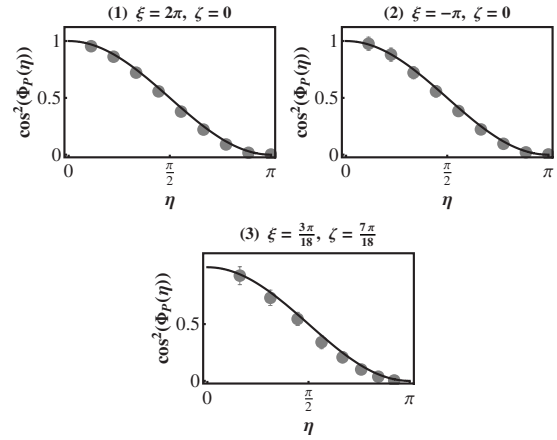 (1) ξ = 2π, ζ = 0
cos²(Φ_P(η))
1
0.5
0
0
π/2
π
η
(2) ξ = −π, ζ = 0
cos²(Φ_P(η))
1
0.5
0
0
π/2
π
η
(3) ξ = 3π/18, ζ = 7π/18
cos²(Φ_P(η))
0.5
0
0
π/2
π
η